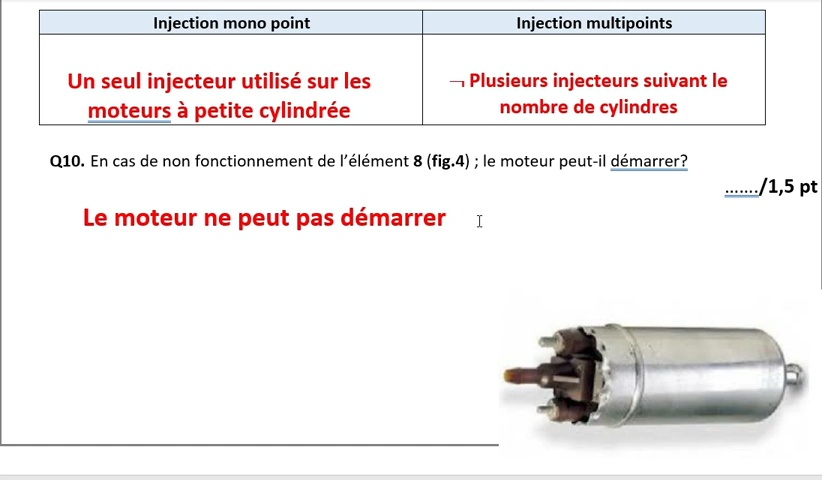 Injection mono point
Injection multipoints
Un seul injecteur utilisé sur les
moteurs à petite cylindrée
¬ Plusieurs injecteurs suivant le
nombre de cylindres
Q10. En cas de non fonctionnement de l’élément 8 (fig.4) ; le moteur peut-il démarrer?
......./1,5 pt
Le moteur ne peut pas démarrer